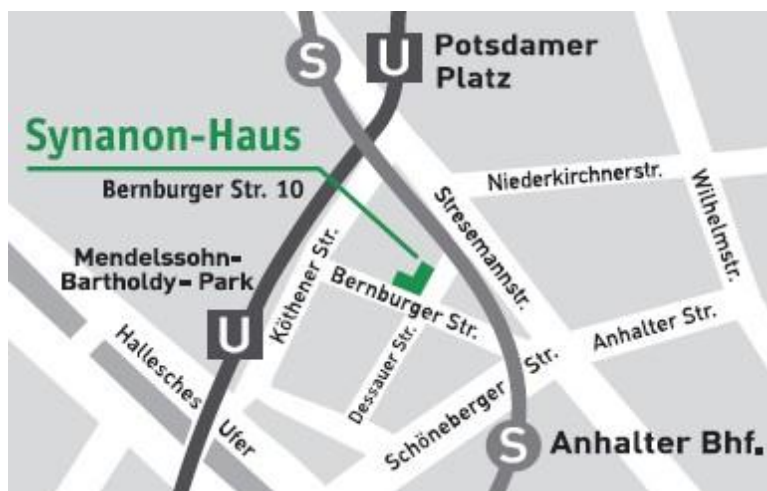 S
U
Potsdamer
Platz
Synanon-Haus
Bernburger Str. 10
Niederkirchnerstr.
Wilhelmstr.
Stresemannstr.
Mendelssohn-
Bartholdy- Park
U
Köthener Str.
Bernburger Str.
Dessauer Str.
Anhalter Str.
Schöneberger Str.
Hallesches Ufer
S
Anhalter Bhf.